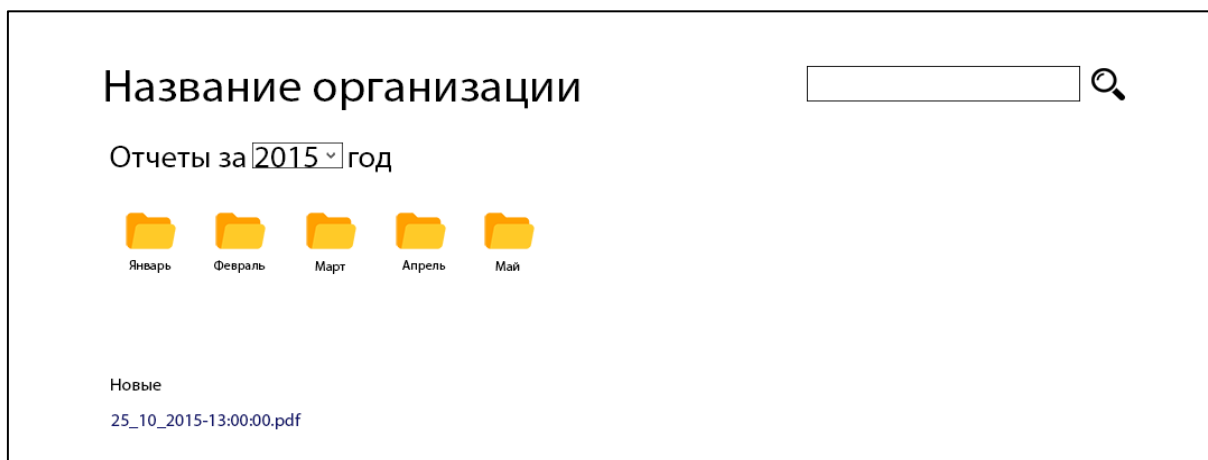 Название организации
Отчеты за 2015 год
Январь Февраль Март Апрель Май
Новые
25_10_2015-13:00:00.pdf